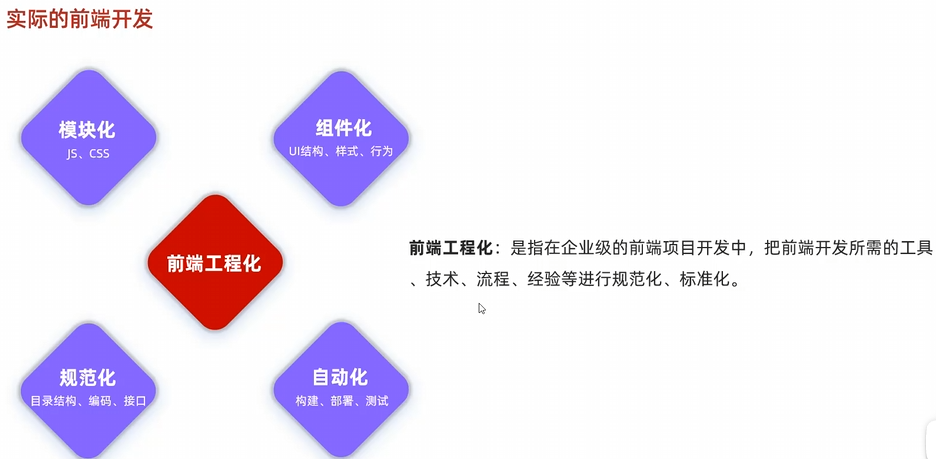 实际的前端开发
模块化
JS、CSS
组件化
UI结构、样式、行为
前端工程化
前端工程化：是指在企业级的前端项目开发中，把前端开发所需的工具
、技术、流程、经验等进行规范化、标准化。
规范化
目录结构、编码、接口
自动化
构建、部署、测试